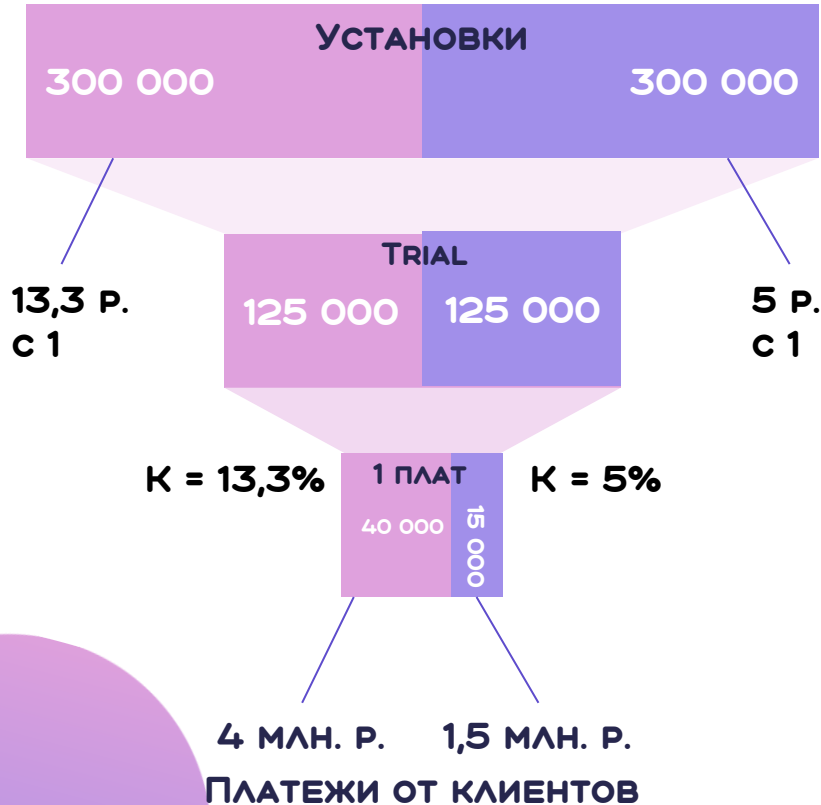 Установки
300 000
300 000
13,3 р.
с 1
5 р.
с 1
Trial
125 000
125 000
К = 13,3%
1 плат
К = 5%
40 000
15 000
4 млн. р.
1,5 млн. р.
Платежи от клиентов